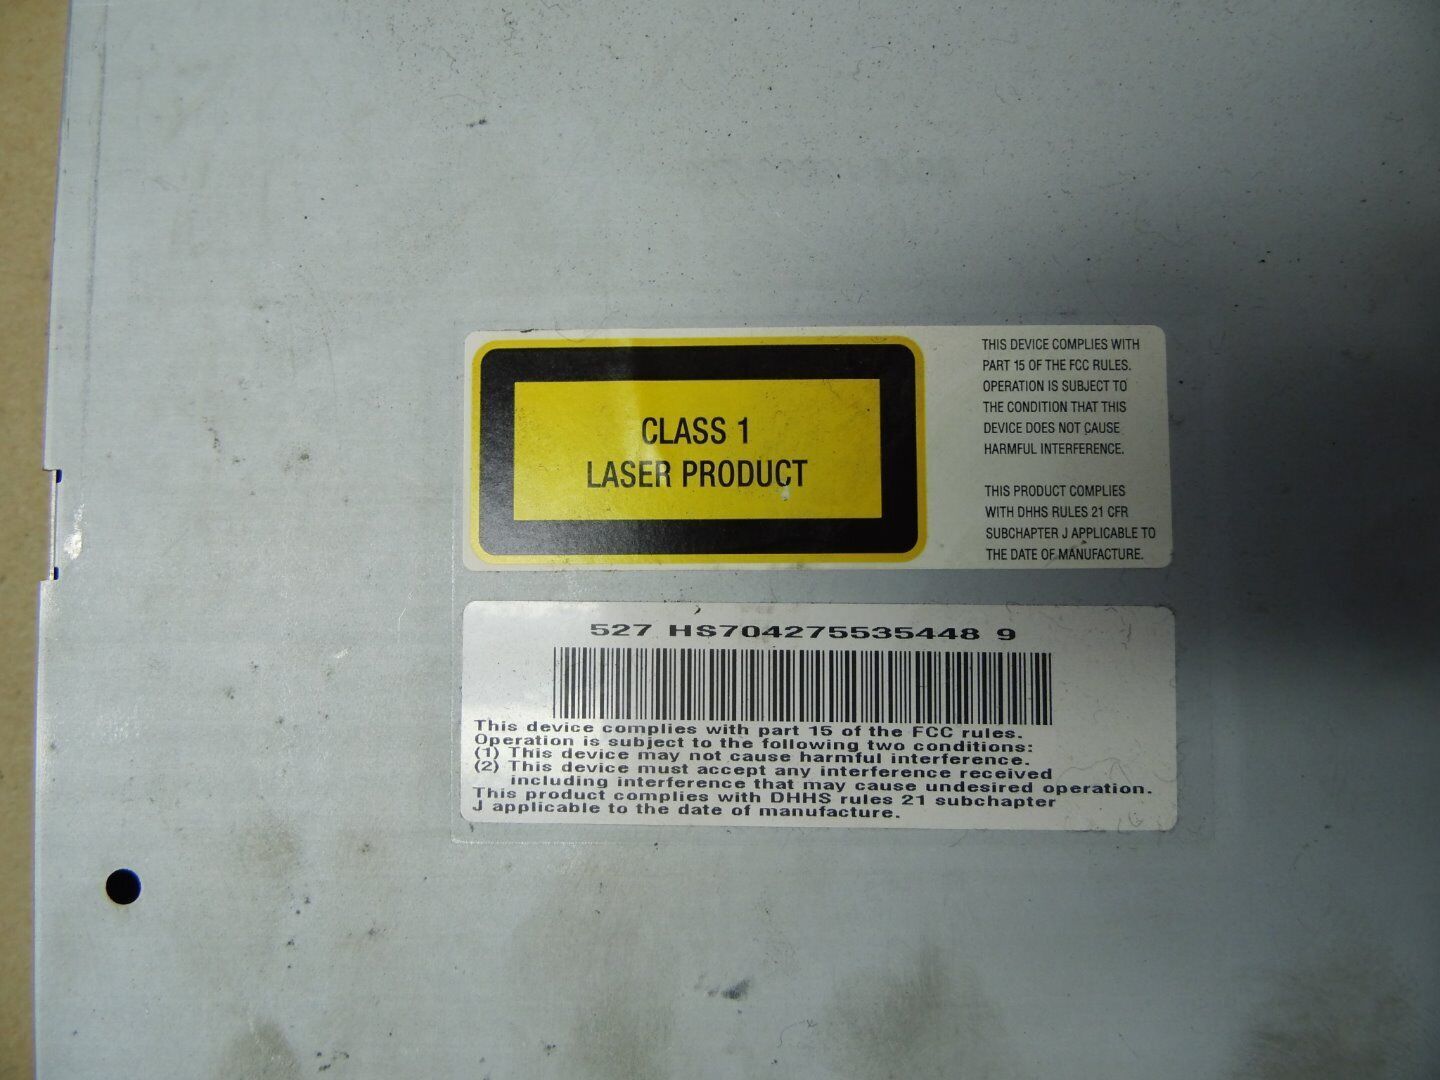 CLASS 1
LASER PRODUCT
THIS DEVICE COMPLIES WITH
PART 15 OF THE FCC RULES.
OPERATION IS SUBJECT TO
THE CONDITION THAT THIS
DEVICE DOES NOT CAUSE
HARMFUL INTERFERENCE.
THIS PRODUCT COMPLIES
WITH DHHS RULES 21 CFR
SUBCHAPTER J APPLICABLE TO
THE DATE OF MANUFACTURE.
527 HS704275535448 9
This device complies with part 15 of the FCC rules.
Operation is subject to the following two conditions:
(1) This device may not cause harmful interference.
(2) This device must accept any interference received
including interference that may cause undesired operation.
This product complies with DHHS rules 21 subchapter
J applicable to the date of manufacture.